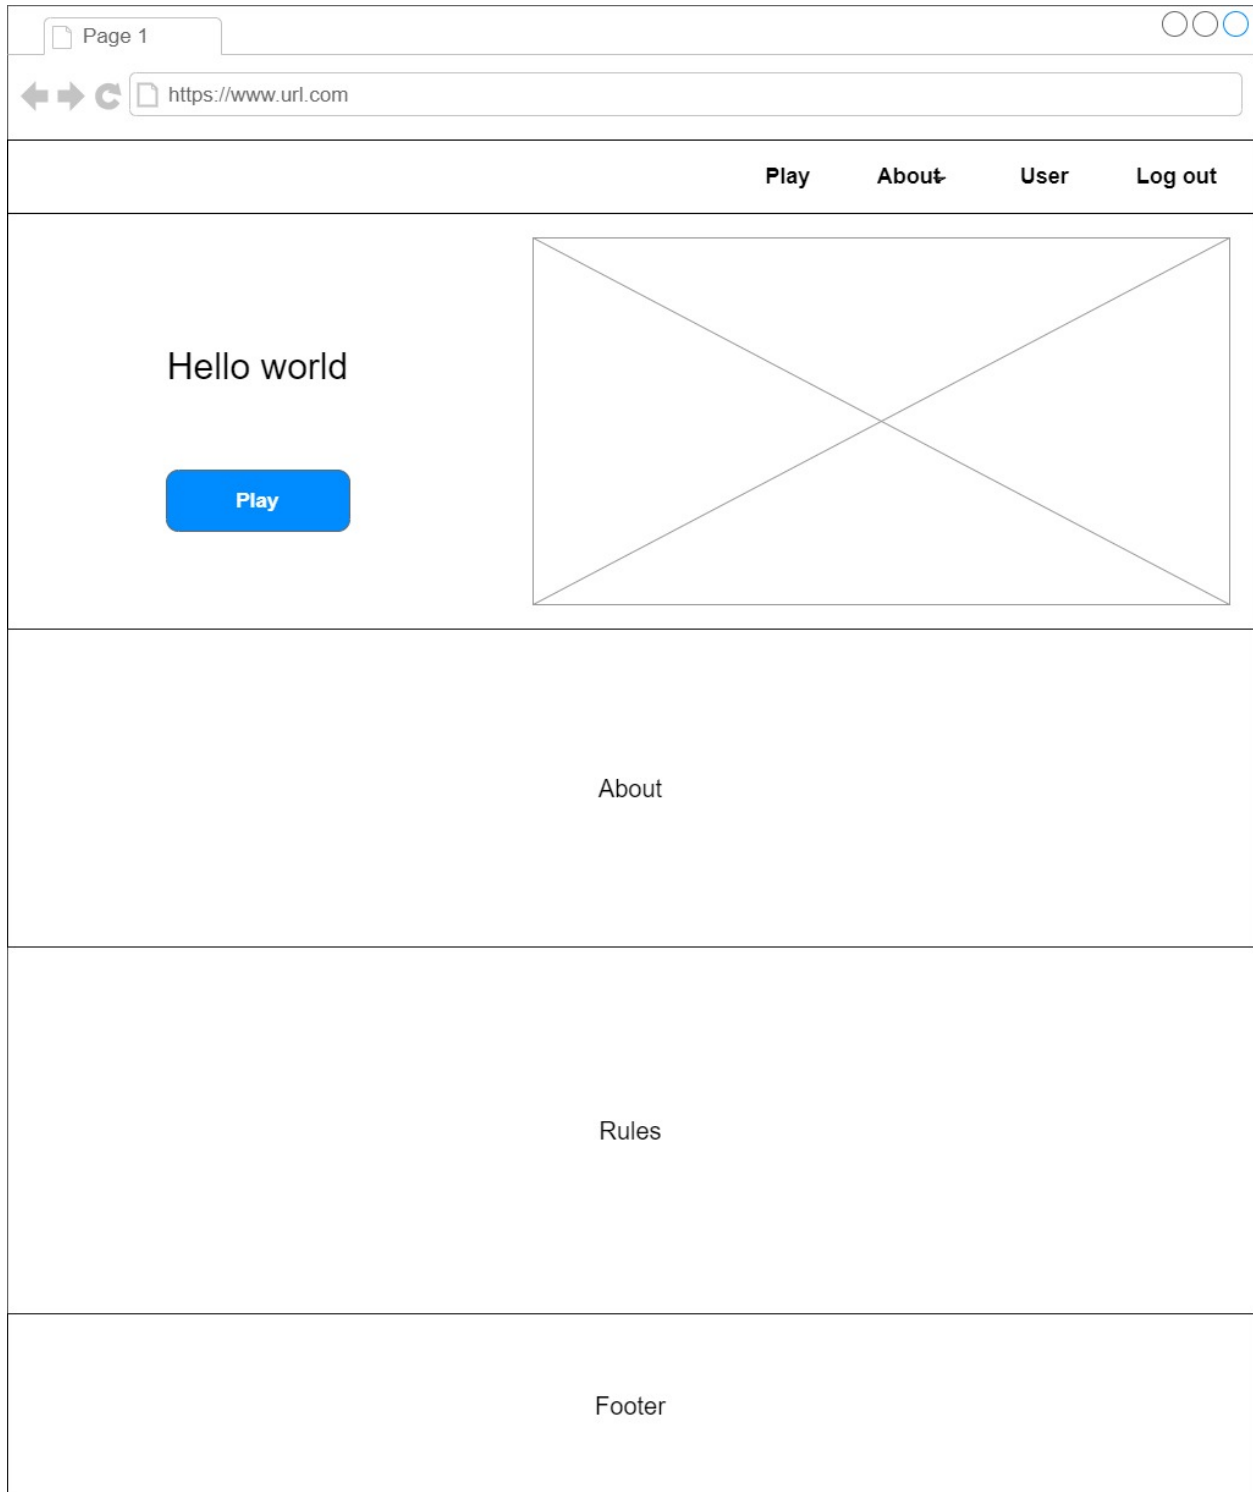 Page 1
https://www.url.com
Play About User Log out
Hello world
Play
About
Rules
Footer